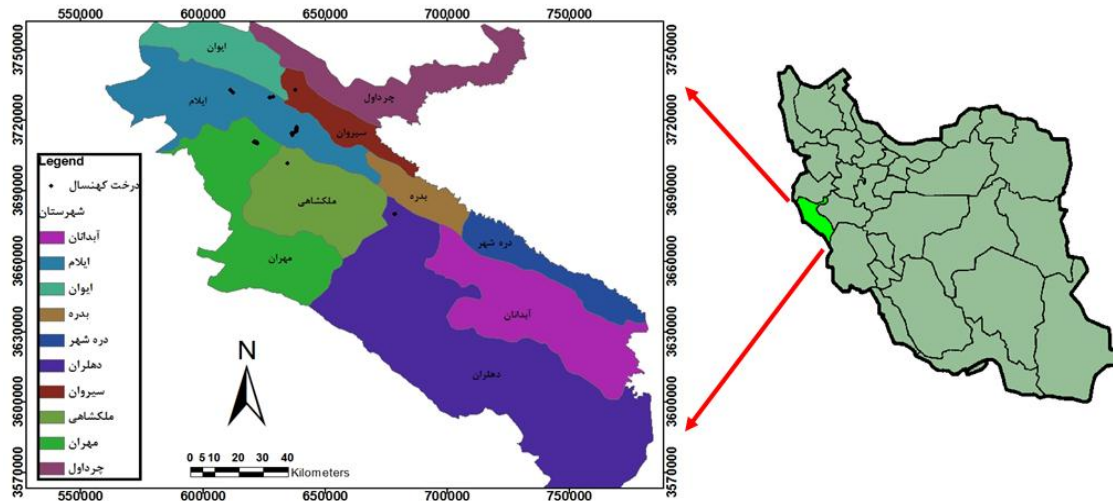 550000 600000 650000 700000 750000
3750000
3720000
3690000
3660000
3630000
3600000
3570000
3750000
3720000
3690000
3660000
3630000
3600000
3570000
ایوان
چرداول
ایلام
سیروان
بدره
ملکشاهی
دره شهر
مهران
آبدانان
دهلران
Legend
درخت کهنسال
شهرستان
آبدانان
ایلام
ایوان
بدره
دره شهر
دهلران
سیروان
ملکشاهی
مهران
چرداول
N
0 5 10 20 30 40
Kilometers
550000 600000 650000 700000 750000